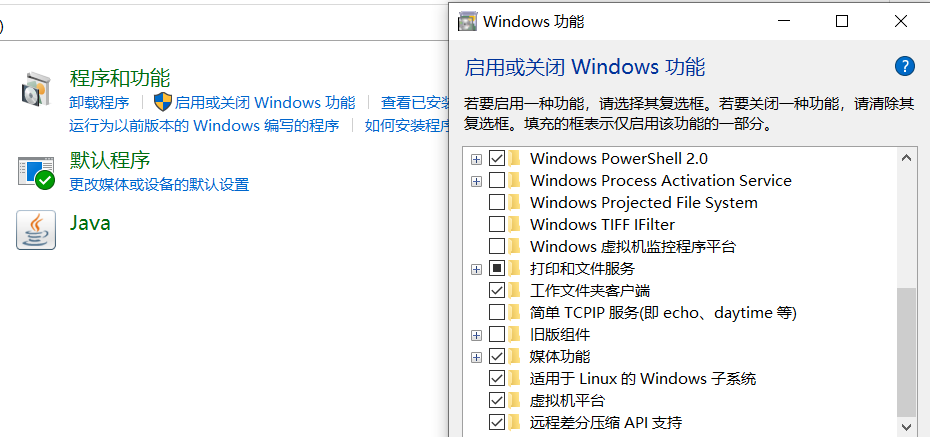 )
程序和功能
卸载程序 启用或关闭 Windows 功能 查看已安装
运行为以前版本的 Windows 编写的程序 如何安装程序
默认程序
更改媒体或设备的默认设置
Java
Windows 功能
启用或关闭 Windows 功能
若要启用一种功能，请选择其复选框。若要关闭一种功能，请清除其
复选框。填充的框表示仅启用该功能的一部分。
Windows PowerShell 2.0
Windows Process Activation Service
Windows Projected File System
Windows TIFF IFilter
Windows 虚拟机监控程序平台
打印和文件服务
工作文件夹客户端
简单 TCPIP 服务(即 echo、daytime 等)
旧版组件
媒体功能
适用于 Linux 的 Windows 子系统
虚拟机平台
远程差分压缩 API 支持